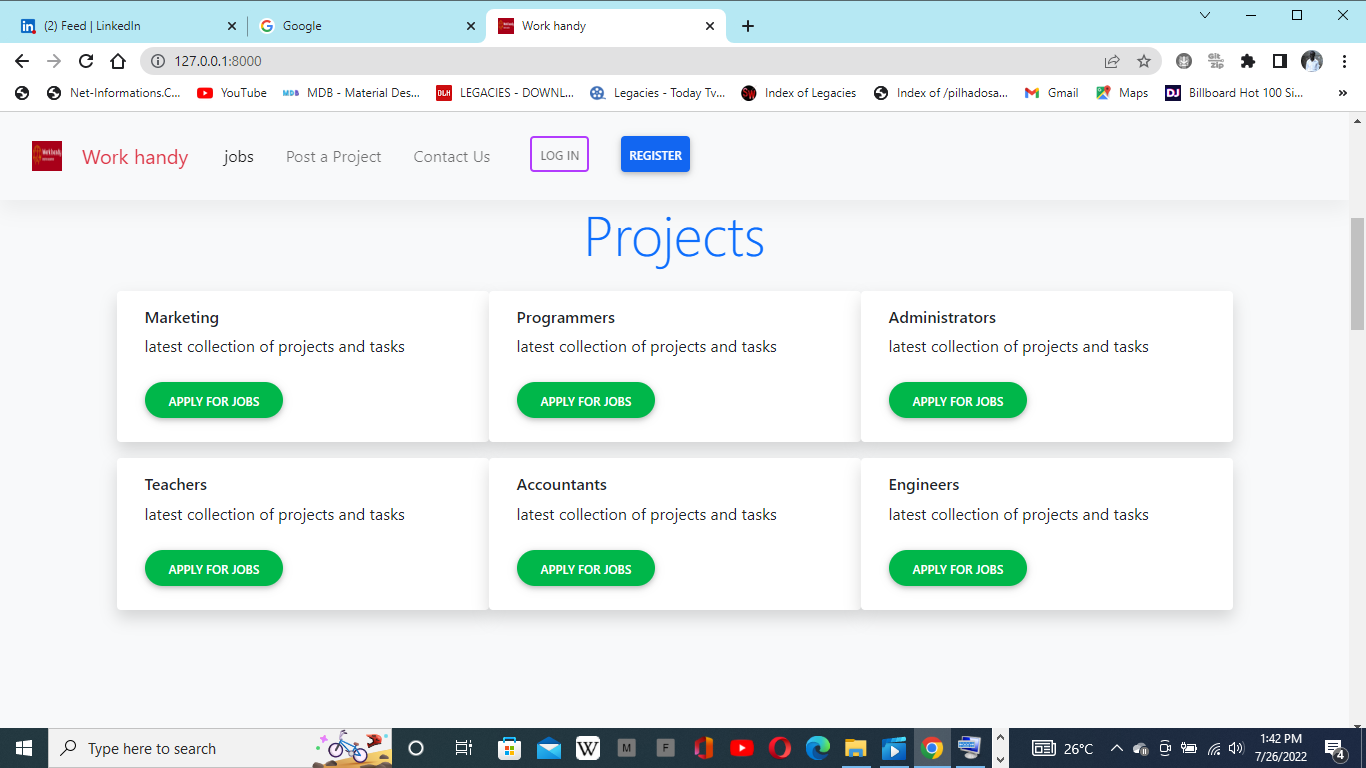 (2) Feed | LinkedIn
Google
Work handy
127.0.0.1:8000
Net-Informations.C...
YouTube
MDB - Material Des...
LEGACIES - DOWNL...
Legacies - Today Tv...
Index of Legacies
Index of /pilhadosa...
Gmail
Maps
Billboard Hot 100 Si...
Work handy
jobs
Post a Project
Contact Us
LOG IN
REGISTER
Projects
Marketing
latest collection of projects and tasks
APPLY FOR JOBS
Programmers
latest collection of projects and tasks
APPLY FOR JOBS
Administrators
latest collection of projects and tasks
APPLY FOR JOBS
Teachers
latest collection of projects and tasks
APPLY FOR JOBS
Accountants
latest collection of projects and tasks
APPLY FOR JOBS
Engineers
latest collection of projects and tasks
APPLY FOR JOBS
Type here to search
26°C
1:42 PM
7/26/2022
4